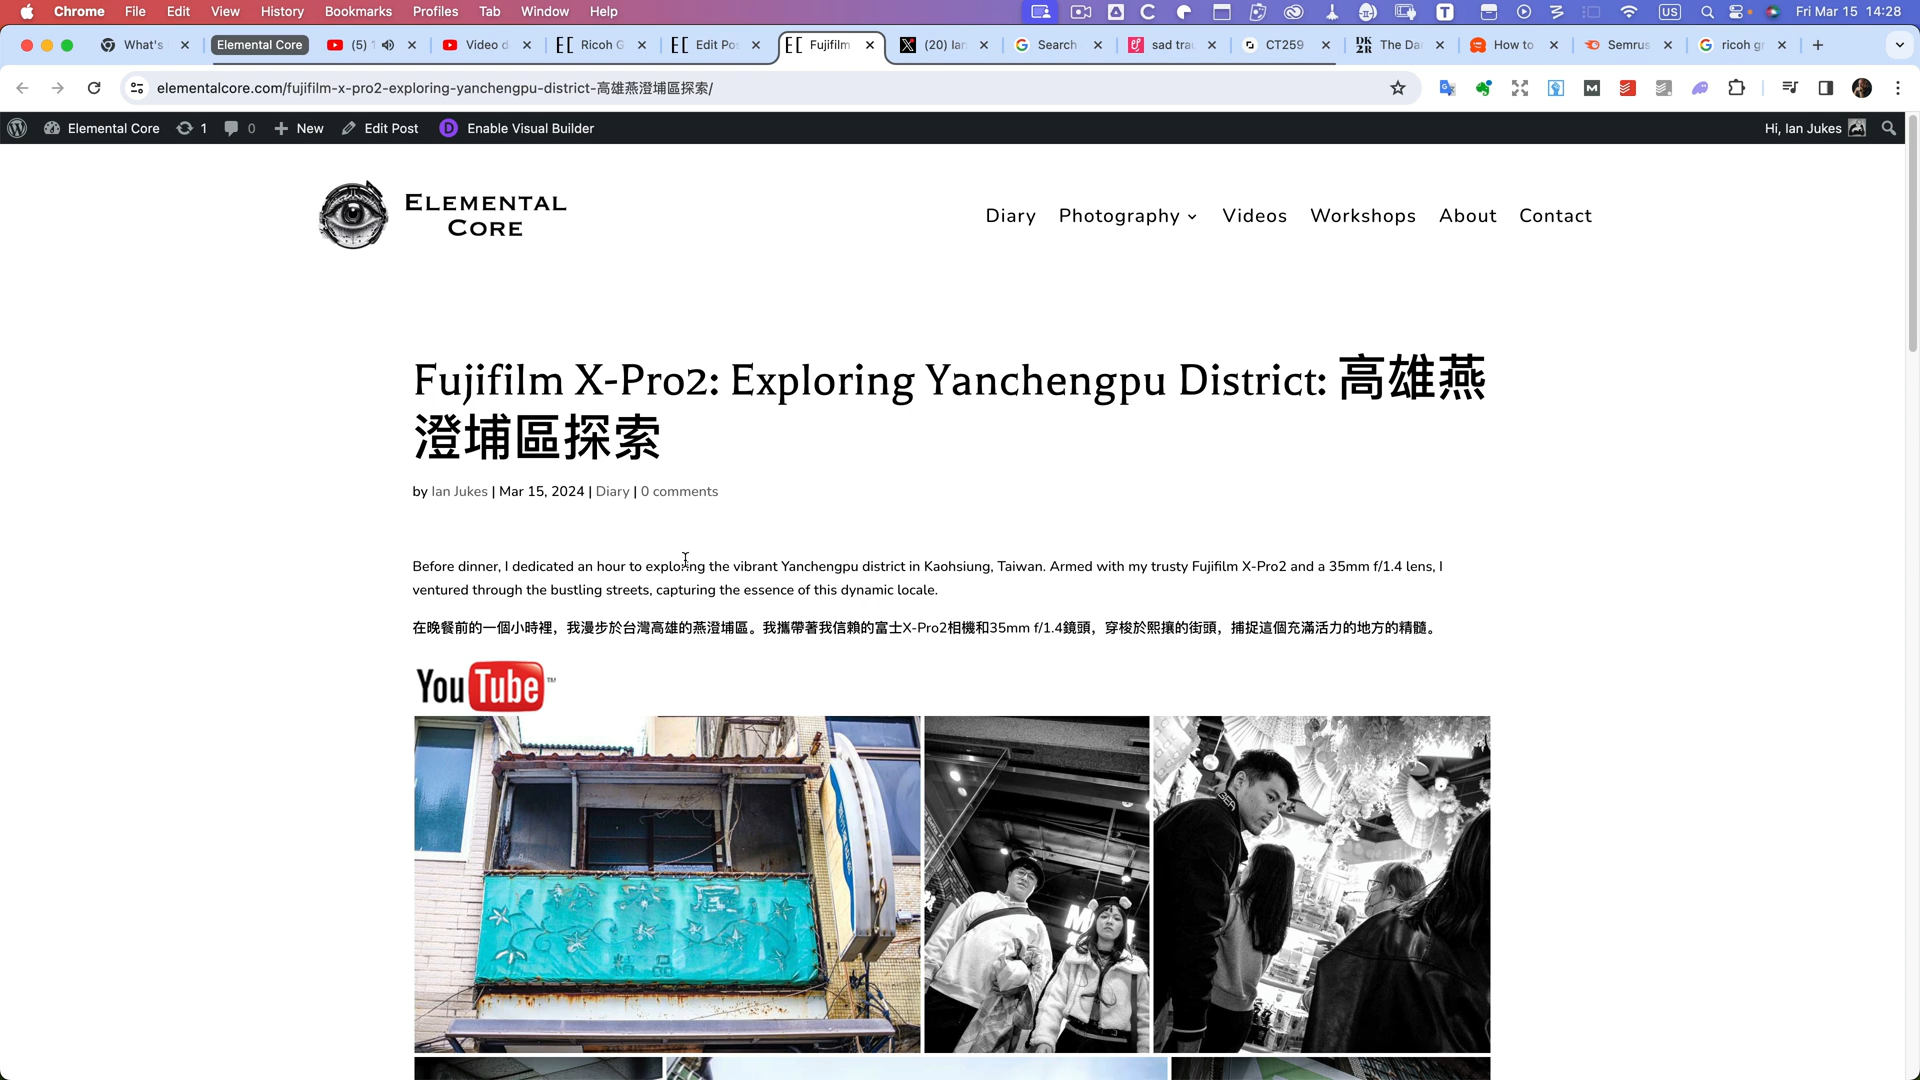 Chrome File Edit View History Bookmarks Profiles Tab Window Help US Fri Mar 15 14:28
What's Elemental Core (5) Video d Ricoh G Edit Po Fujifilm (20) Ian Search sad tra CT259 The Da How to Semrus ricoh gr
elementalcore.com/fujifilm-x-pro2-exploring-yanchengpu-district-高雄燕澄埔區探索/
Elemental Core 1 0 New Edit Post Enable Visual Builder Hi, Ian Jukes
ELEMENTAL
CORE
Diary Photography Videos Workshops About Contact
Fujifilm X-Pro2: Exploring Yanchengpu District: 高雄燕
澄埔區探索
by Ian Jukes | Mar 15, 2024 | Diary | 0 comments
Before dinner, I dedicated an hour to exploring the vibrant Yanchengpu district in Kaohsiung, Taiwan. Armed with my trusty Fujifilm X-Pro2 and a 35mm f/1.4 lens, I
ventured through the bustling streets, capturing the essence of this dynamic locale.
在晚餐前的一個小時裡，我漫步於台灣高雄的燕澄埔區。我攜帶著我信賴的富士X-Pro2相機和35mm f/1.4鏡頭，穿梭於熙攘的街頭，捕捉這個充滿活力的地方的精髓。
YouTube™